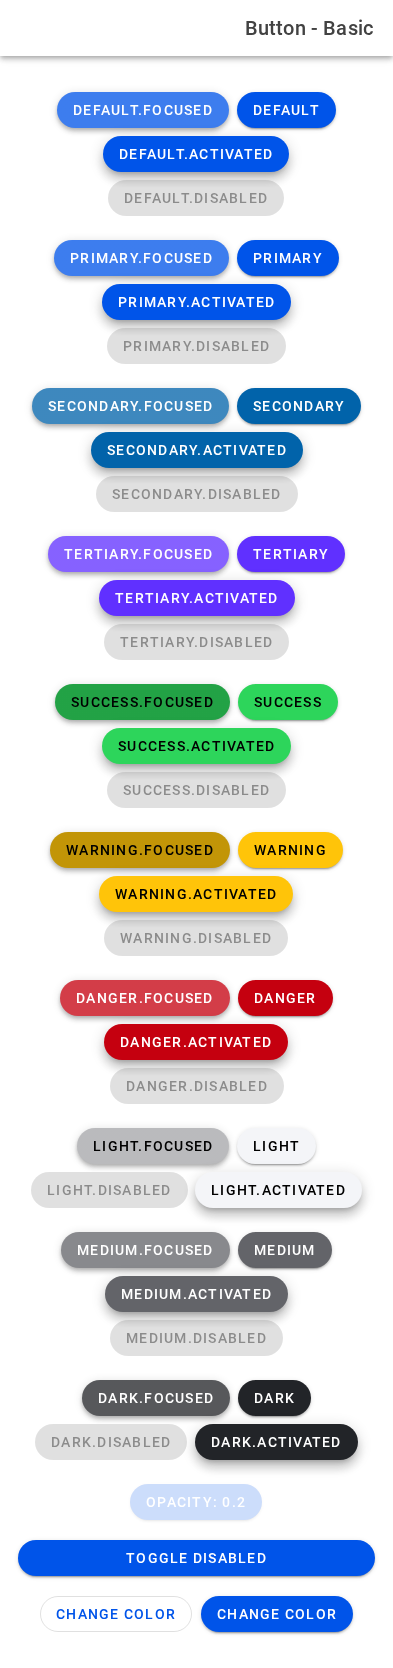 Button - Basic
DEFAULT.FOCUSED DEFAULT
DEFAULT.ACTIVATED
DEFAULT.DISABLED
PRIMARY.FOCUSED PRIMARY
PRIMARY.ACTIVATED
PRIMARY.DISABLED
SECONDARY.FOCUSED SECONDARY
SECONDARY.ACTIVATED
SECONDARY.DISABLED
TERTIARY.FOCUSED TERTIARY
TERTIARY.ACTIVATED
TERTIARY.DISABLED
SUCCESS.FOCUSED SUCCESS
SUCCESS.ACTIVATED
SUCCESS.DISABLED
WARNING.FOCUSED WARNING
WARNING.ACTIVATED
WARNING.DISABLED
DANGER.FOCUSED DANGER
DANGER.ACTIVATED
DANGER.DISABLED
LIGHT.FOCUSED LIGHT
LIGHT.DISABLED LIGHT.ACTIVATED
MEDIUM.FOCUSED MEDIUM
MEDIUM.ACTIVATED
MEDIUM.DISABLED
DARK.FOCUSED DARK
DARK.DISABLED DARK.ACTIVATED
OPACITY: 0.2
TOGGLE DISABLED
CHANGE COLOR CHANGE COLOR